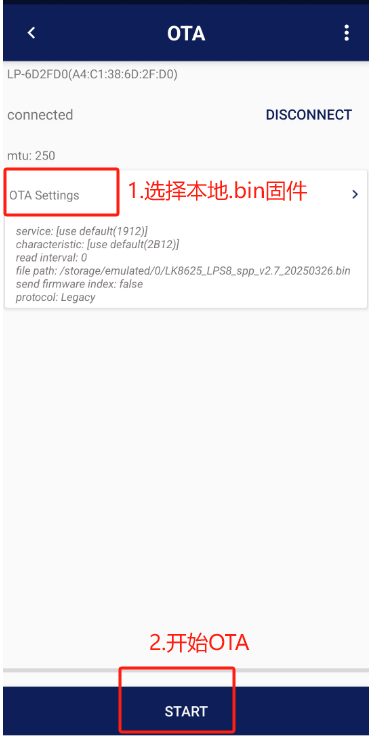 OTA
LP-6D2FD0(A4:C1:38:6D:2F:D0)
connected
DISCONNECT
mtu: 250
OTA Settings
1.选择本地.bin固件
service: [use default(1912)]
characteristic: [use default(2B12)]
read interval: 0
file path: /storage/emulated/0/LK8625_LPS8_spp_v2.7_20250326.bin
send firmware index: false
protocol: Legacy
2.开始OTA
START